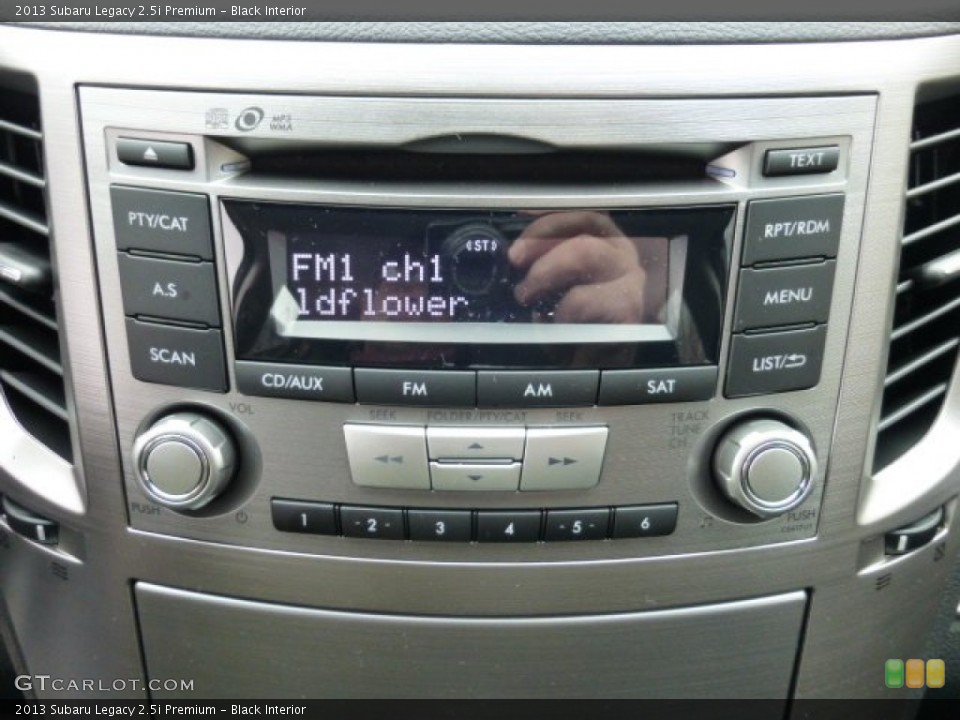 2013 Subaru Legacy 2.5i Premium – Black Interior
MP3
WMA
TEXT
PTY/CAT
RPT/RDM
ST
FM1 ch1
ldflower
A.S
MENU
SCAN
LIST/
CD/AUX FM AM SAT
VOL
SEEK FOLDER/PTY/CAT SEEK
TRACK
TUNE
CH
PUSH
PUSH
1 -2- 3 4 -5- 6
GTCARLOT.COM
2013 Subaru Legacy 2.5i Premium – Black Interior